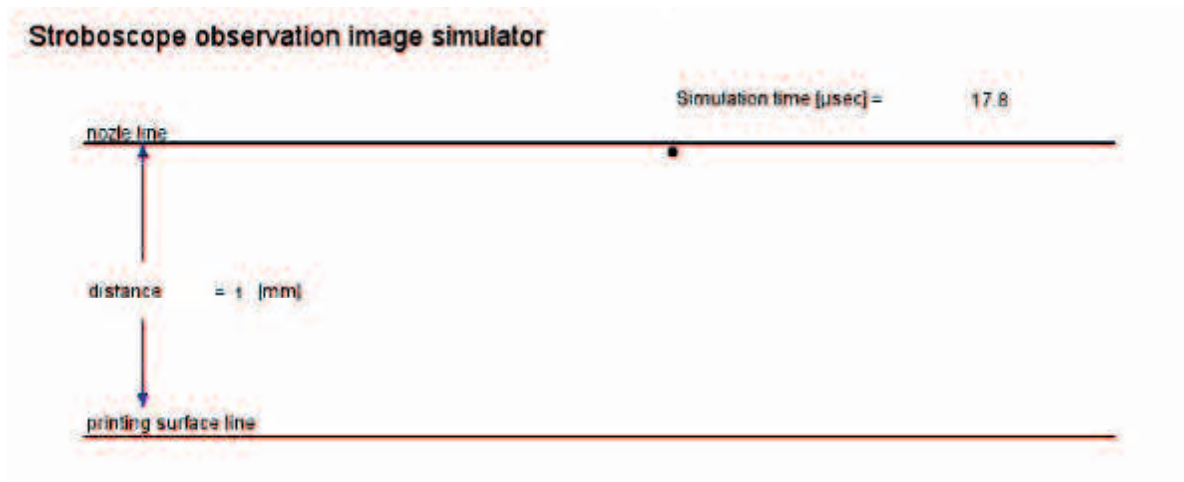 Stroboscope observation image simulator
Simulation time [µsec] = 17.8
nozle line
distance = 1 [mm]
printing surface line